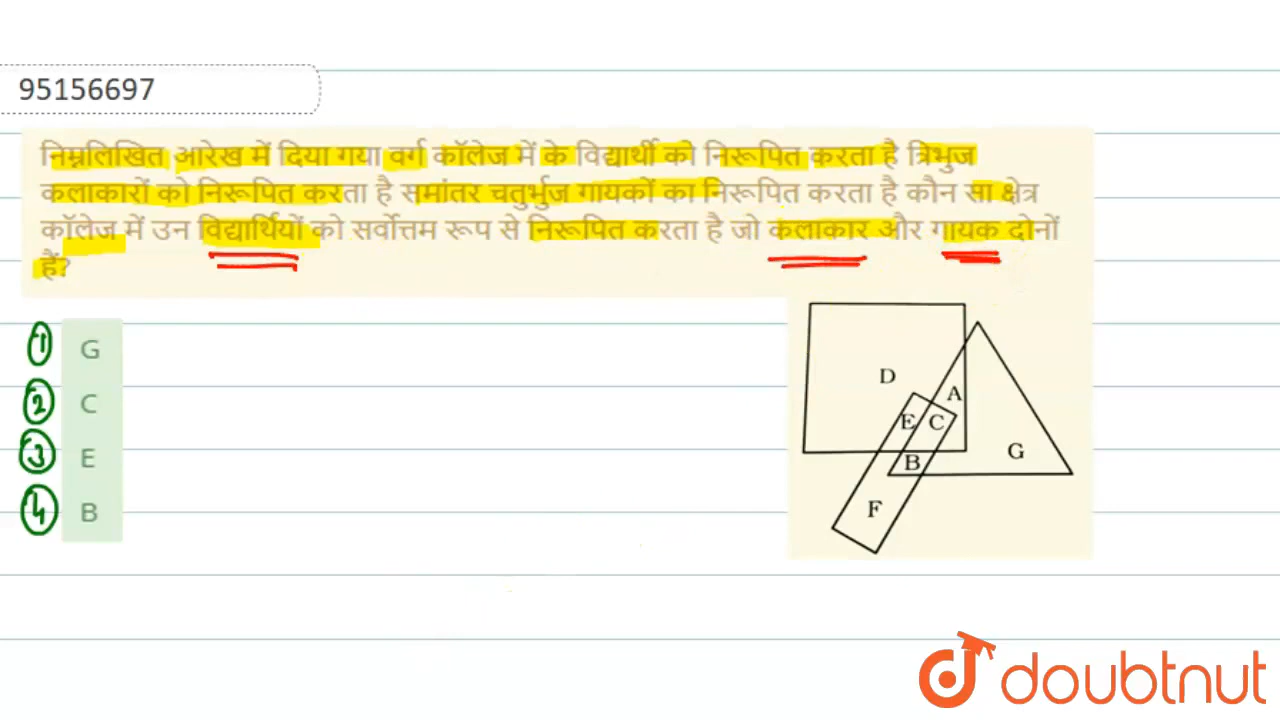 95156697
निम्नलिखित आरेख में दिया गया वर्ग कॉलेज में के विद्यार्थी को निरूपित करता है त्रिभुज
कलाकारों को निरूपित करता है समांतर चतुर्भुज गायकों का निरूपित करता है कौन सा क्षेत्र
कॉलेज में उन विद्यार्थियों को सर्वोत्तम रूप से निरूपित करता है जो कलाकार और गायक दोनों
हैं?
1 G
2 C
3 E
4 B
D
A
E C
G
B
F
doubtnut